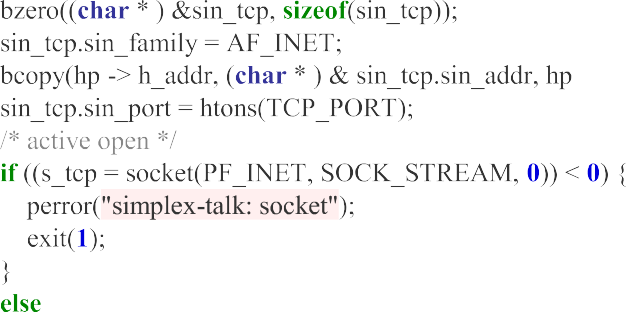 bzero((char * ) &sin_tcp, sizeof(sin_tcp));
sin_tcp.sin_family = AF_INET;
bcopy(hp -> h_addr, (char * ) & sin_tcp.sin_addr, hp
sin_tcp.sin_port = htons(TCP_PORT);
/* active open */
if ((s_tcp = socket(PF_INET, SOCK_STREAM, 0)) < 0) {
perror("simplex-talk: socket");
exit(1);
}
else